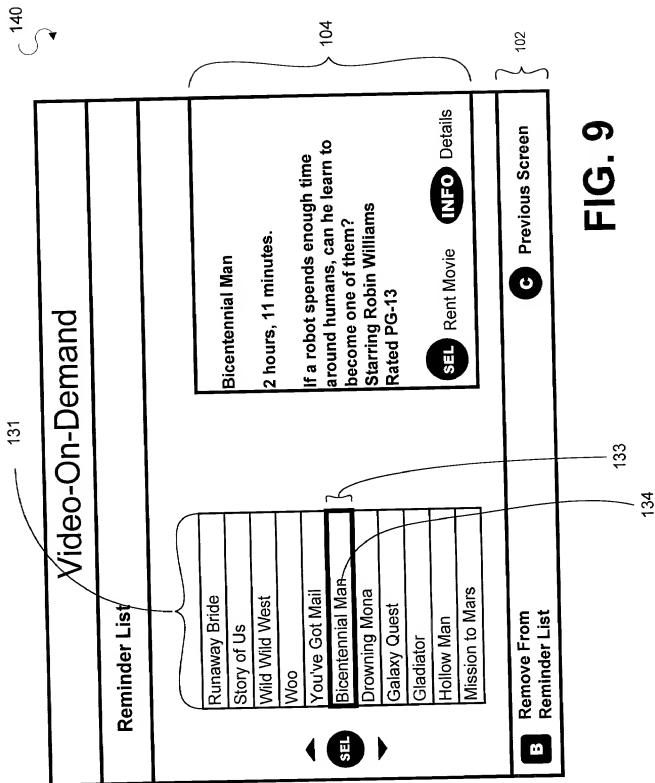 140
Video-On-Demand
Reminder List
131
Runaway Bride
Story of Us
Wild Wild West
Woo
You've Got Mail
Bicentennial Man
Drowning Mona
Galaxy Quest
Gladiator
Hollow Man
Mission to Mars
SEL
133
134
Bicentennial Man
2 hours, 11 minutes.
If a robot spends enough time
around humans, can he learn to
become one of them?
Starring Robin Williams
Rated PG-13
SEL Rent Movie INFO Details
104
B Remove From
Reminder List
C Previous Screen
102
FIG. 9